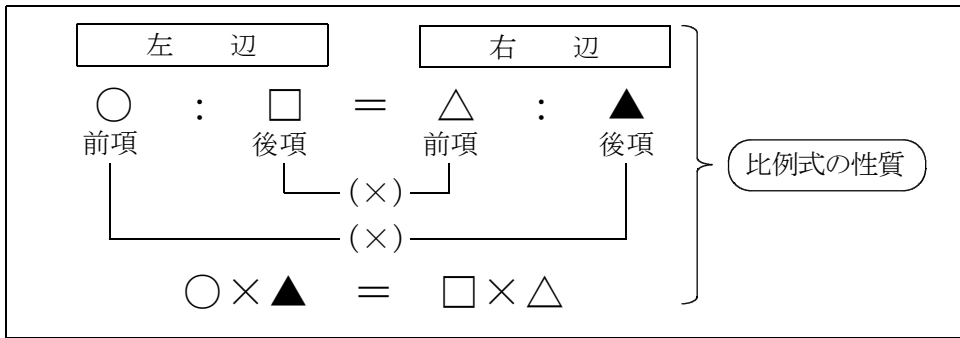 左　辺　右　辺
○ : □ = △ : ▲
前項　後項　前項　後項
(×)
(×)
比例式の性質
○×▲ = □×△